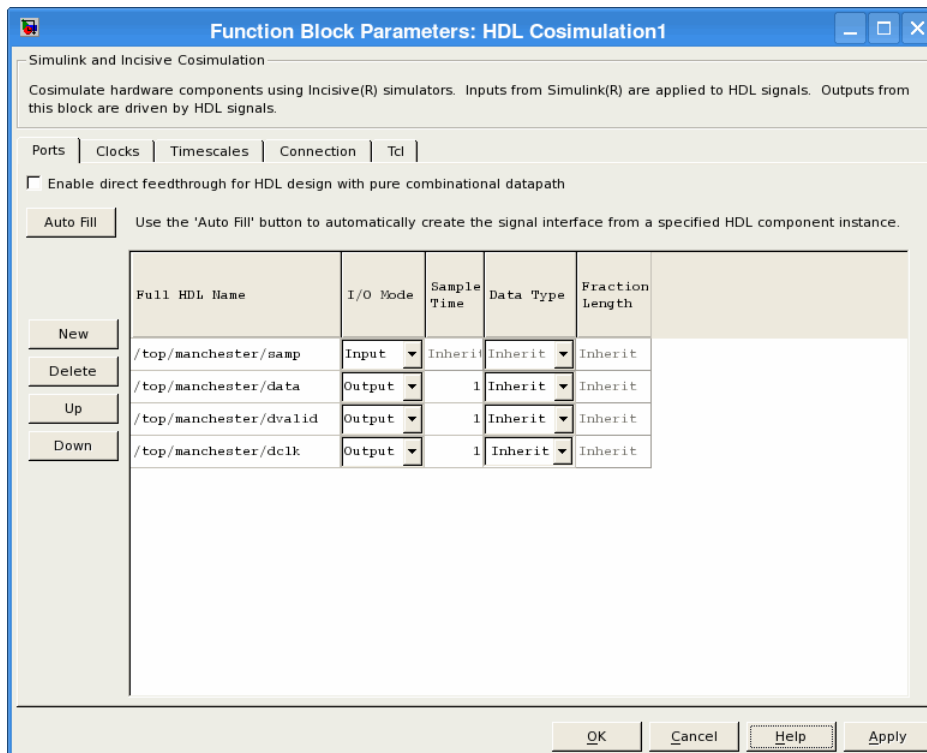 Function Block Parameters: HDL Cosimulation1
Simulink and Incisive Cosimulation
Cosimulate hardware components using Incisive(R) simulators. Inputs from Simulink(R) are applied to HDL signals. Outputs from
this block are driven by HDL signals.
Ports Clocks Timescales Connection Tcl
Enable direct feedthrough for HDL design with pure combinational datapath
Auto Fill Use the 'Auto Fill' button to automatically create the signal interface from a specified HDL component instance.
Full HDL Name I/O Mode Sample Time Data Type Fraction Length
New
Delete
Up
Down
/top/manchester/samp Input Inherit Inherit Inherit
/top/manchester/data Output 1 Inherit Inherit
/top/manchester/dvalid Output 1 Inherit Inherit
/top/manchester/dclk Output 1 Inherit Inherit
OK Cancel Help Apply